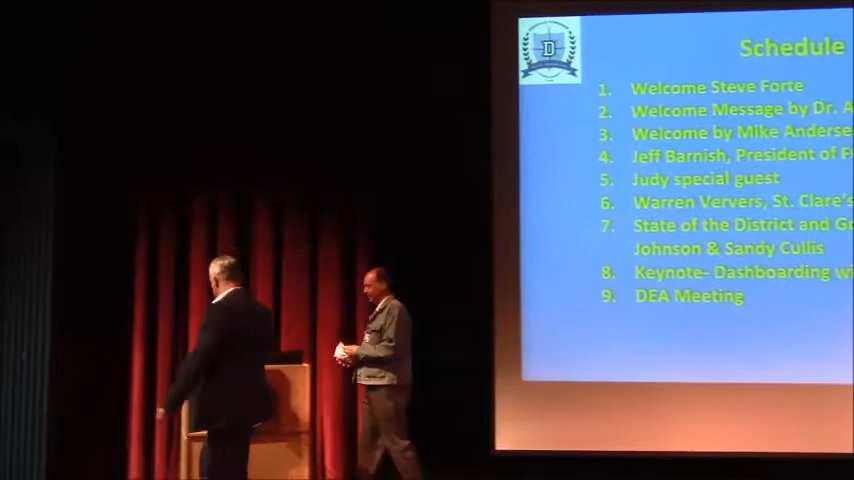 D
Schedule
1. Welcome Steve Forte
2. Welcome Message by Dr. A
3. Welcome by Mike Anderse
4. Jeff Barnish, President of F
5. Judy special guest
6. Warren Ververs, St. Clare's
7. State of the District and Go
Johnson & Sandy Cullis
8. Keynote- Dashboarding wi
9. DEA Meeting